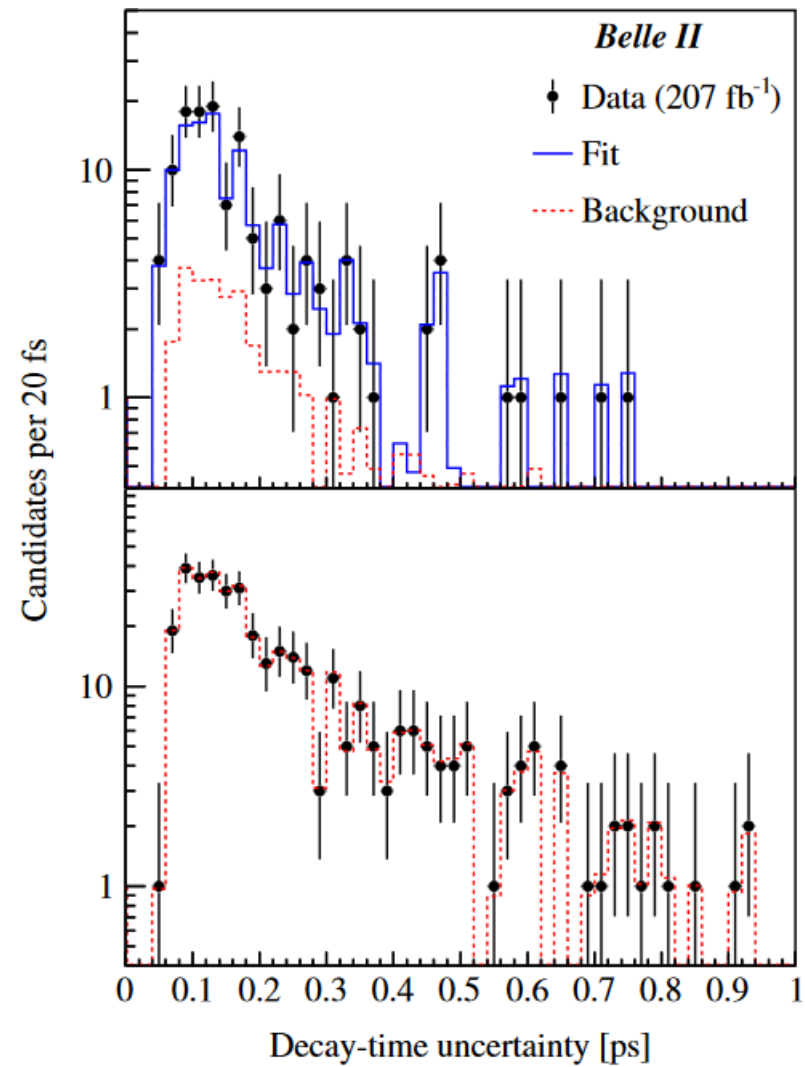 Belle II
Data (207 fb⁻¹)
Fit
Background
10
1
Candidates per 20 fs
10
1
0 0.1 0.2 0.3 0.4 0.5 0.6 0.7 0.8 0.9 1
Decay-time uncertainty [ps]